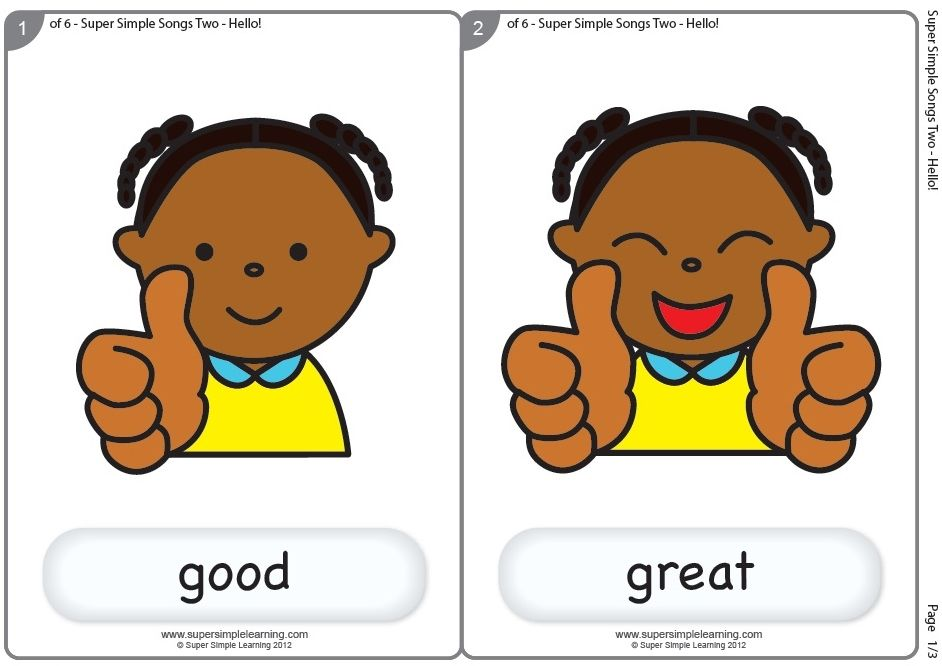 1 of 6 - Super Simple Songs Two - Hello!
good
www.supersimplelearning.com
© Super Simple Learning 2012
2 of 6 - Super Simple Songs Two - Hello!
great
www.supersimplelearning.com
© Super Simple Learning 2012
Super Simple Songs Two - Hello!
Page 1/3